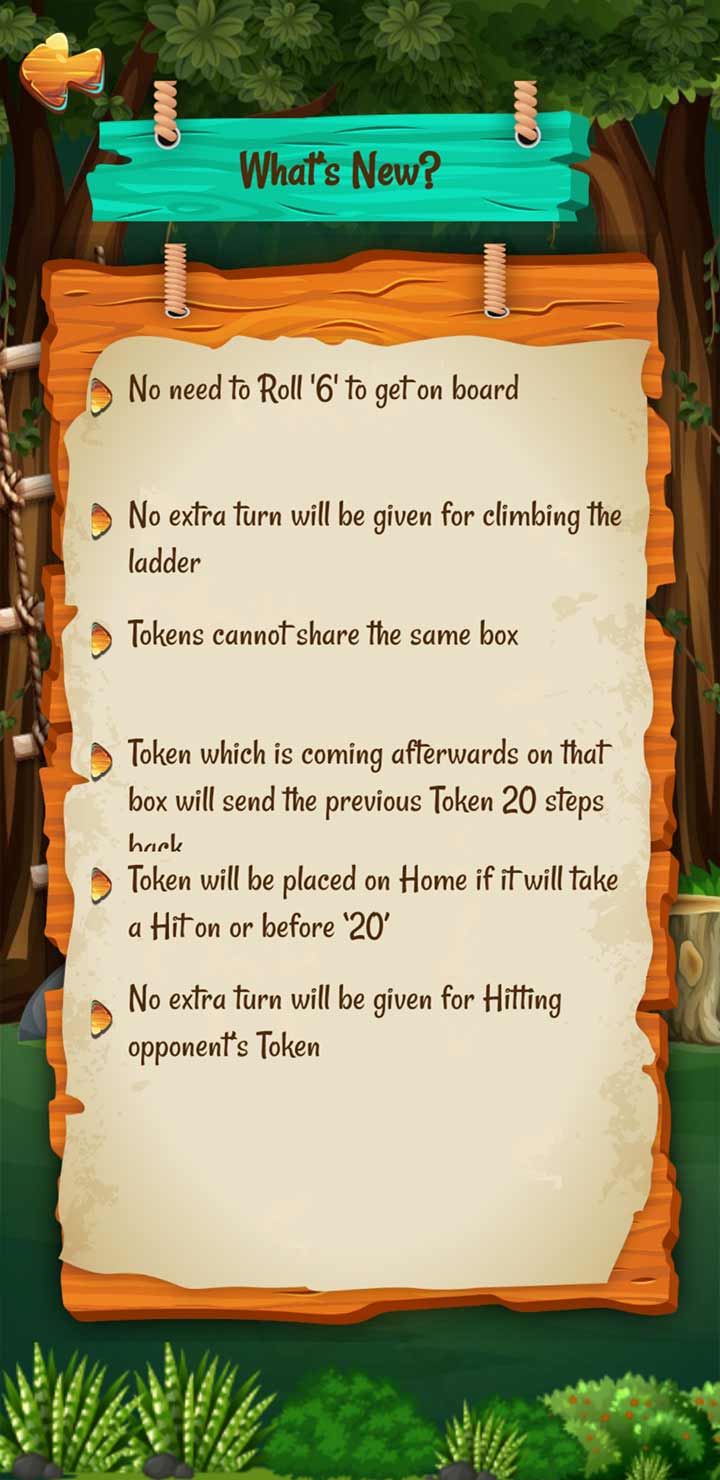 What's New?
No need to Roll '6' to get on board
No extra turn will be given for climbing the
ladder
Tokens cannot share the same box
Token which is coming afterwards on that
box will send the previous Token 20 steps
back
Token will be placed on Home if it will take
a Hit on or before ‘20’
No extra turn will be given for Hitting
opponent's Token